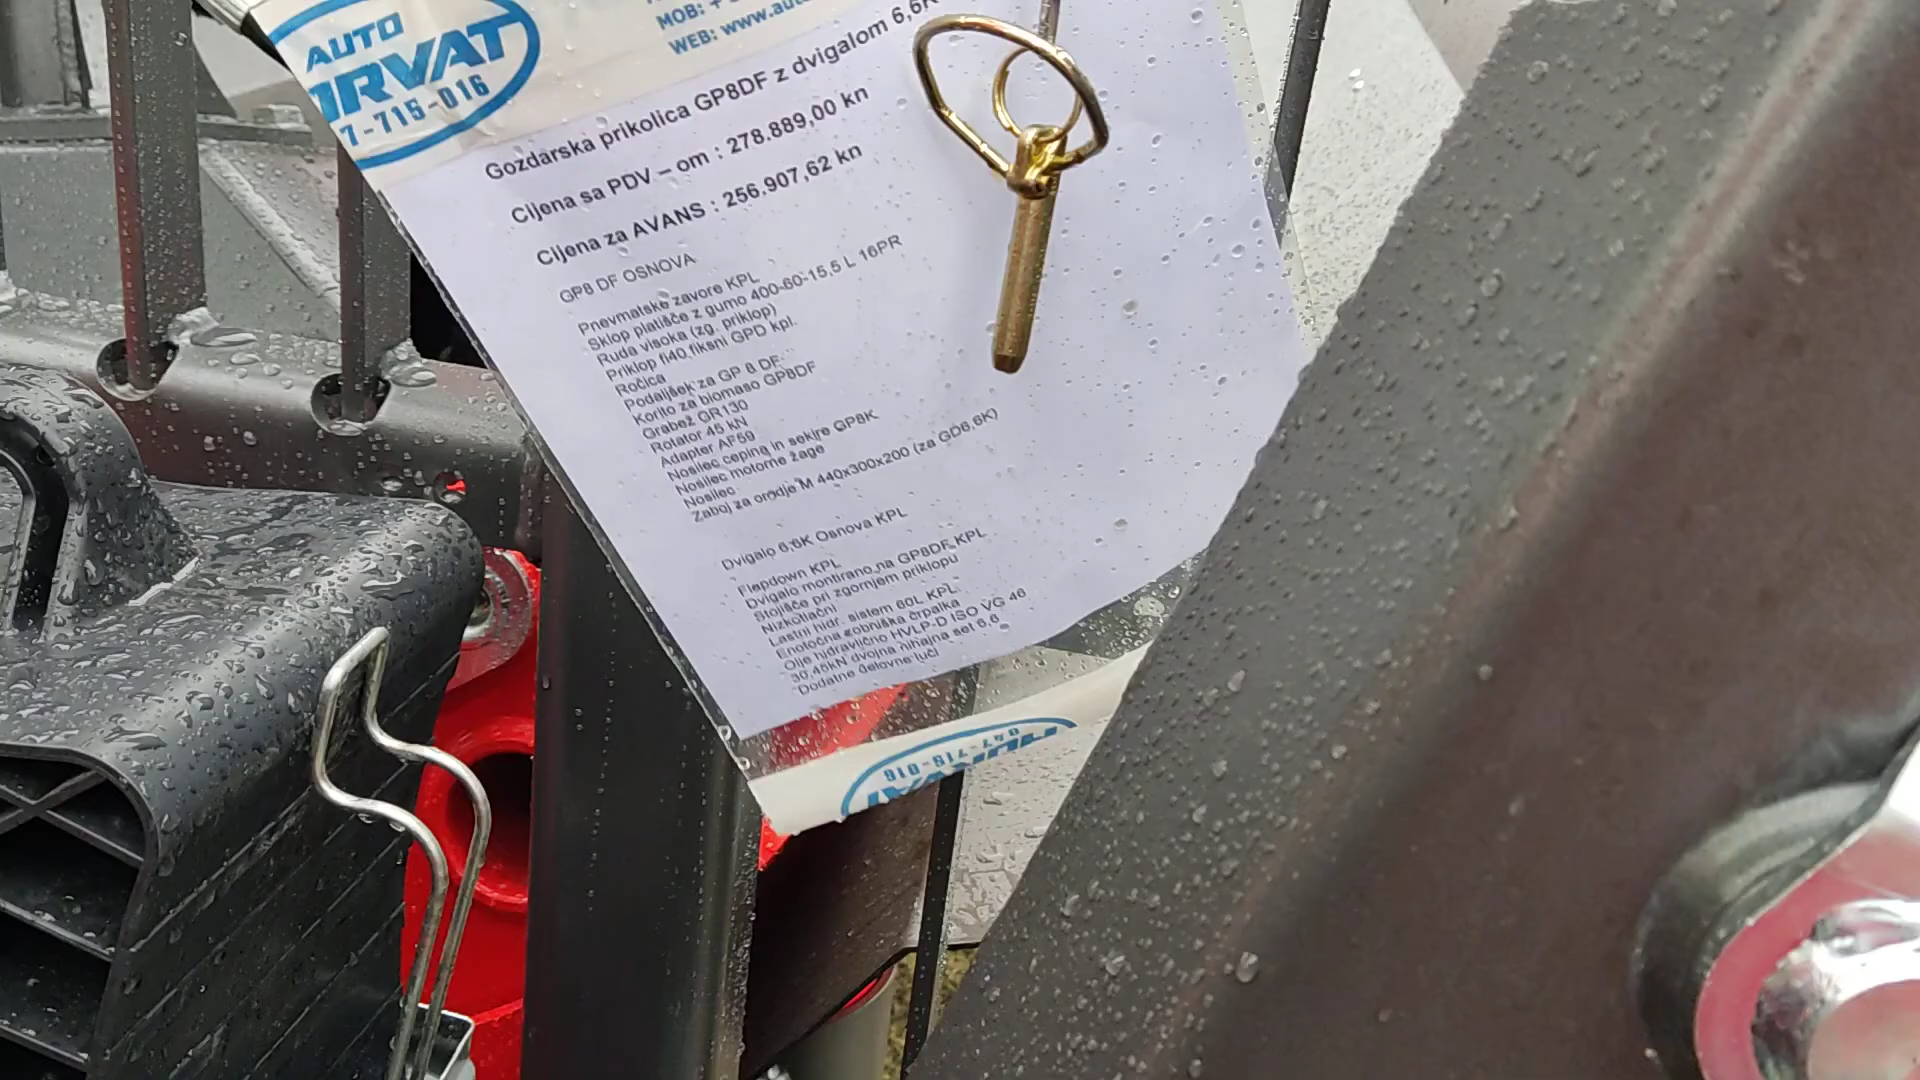 AUTO
7-715-016
MOB: +
WEB: www.auto
Gozdarska prikolica GP8DF z dvigalom 6,6K
Cijena sa PDV – om : 278.889,00 kn
Cijena za AVANS : 256.907,62 kn
GP8 DF OSNOVA
Pnevmatske zavore KPL
Sklop platišče z gumo 400-60-15,5 L 16PR
Ruda visoka (zg. priklop)
Priklop fi40 fiksni GPD kpl.
Ročica
Podaljšek za GP 8 DF
Korito za biomaso GP8DF
Grabež GR130
Rotator 45 kN
Adapter AF59
Nosilec cepina in sekire GP8K
Nosilec motorne žage
Nosilec
Zaboj za orodje M 440x300x200 (za GD6,6K)
Dvigalo 6,6K Osnova KPL
Flapdown KPL
Dvigalo montirano na GP8DF KPL
Stojišče pri zgornjem priklopu
Nizkotlačni
Lastni hidr. sistem 60L KPL
Enotočna zobniška črpalka
Olje hidravlično HVLP-D ISO VG 46
30,45kN dvojna nihajna set 6.6
Dodatne delovne luči
047-715-016